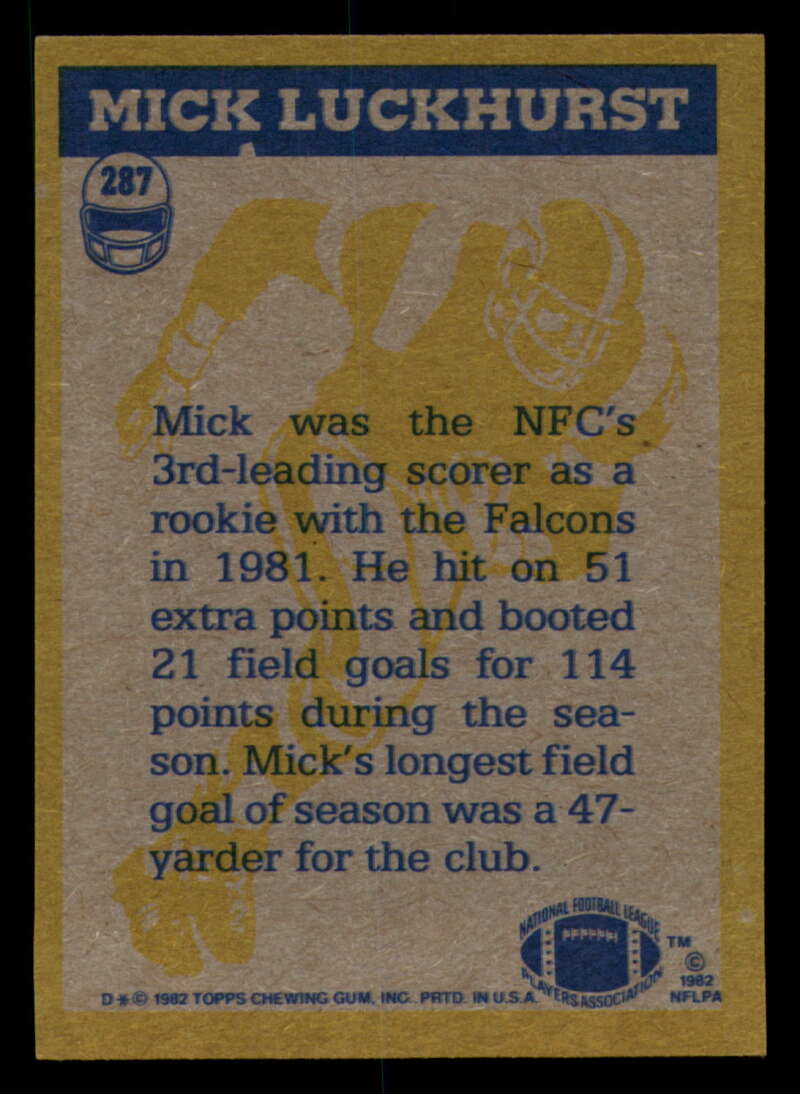 MICK LUCKHURST
287
Mick was the NFC's
3rd-leading scorer as a
rookie with the Falcons
in 1981. He hit on 51
extra points and booted
21 field goals for 114
points during the sea-
son. Mick's longest field
goal of season was a 47-
yarder for the club.
NATIONAL FOOTBALL LEAGUE
PLAYERS ASSOCIATION
TM
©
1982
NFLPA
D*© 1982 TOPPS CHEWING GUM, INC. PRTD. IN U.S.A.